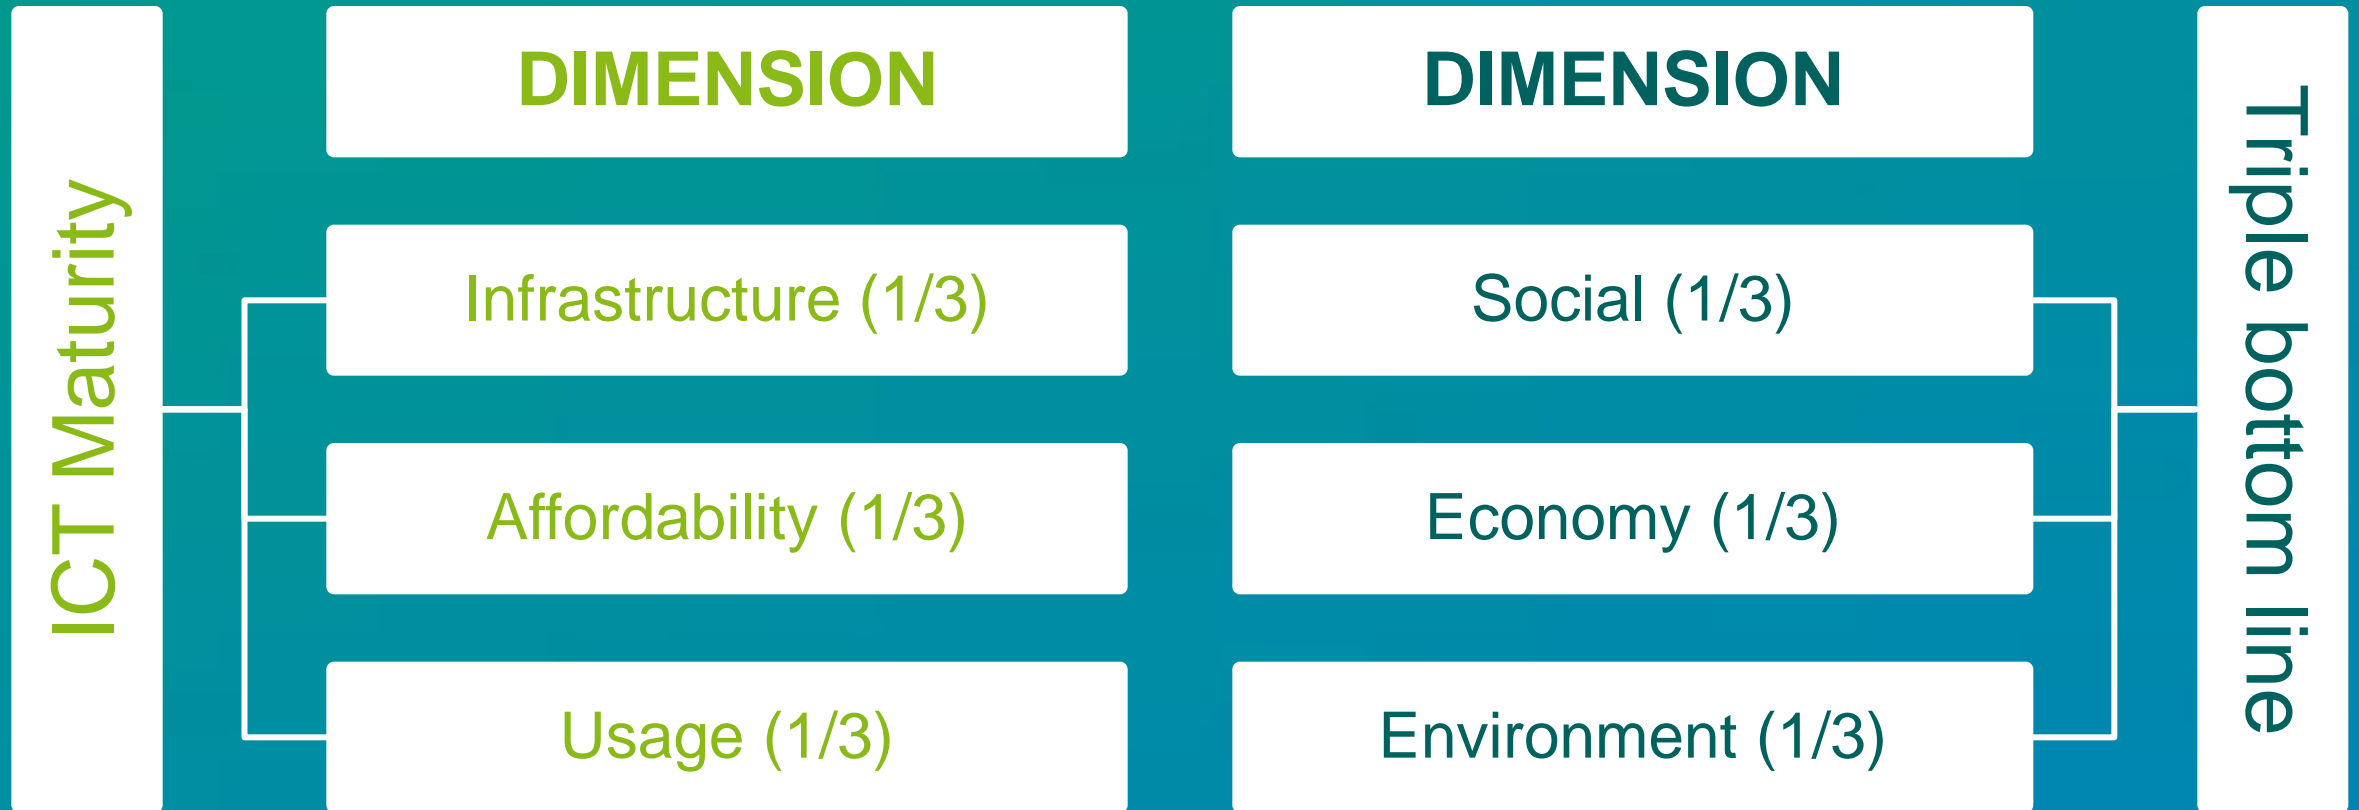 ICT Maturity
DIMENSION
Infrastructure (1/3)
Affordability (1/3)
Usage (1/3)
DIMENSION
Social (1/3)
Economy (1/3)
Environment (1/3)
Triple bottom line